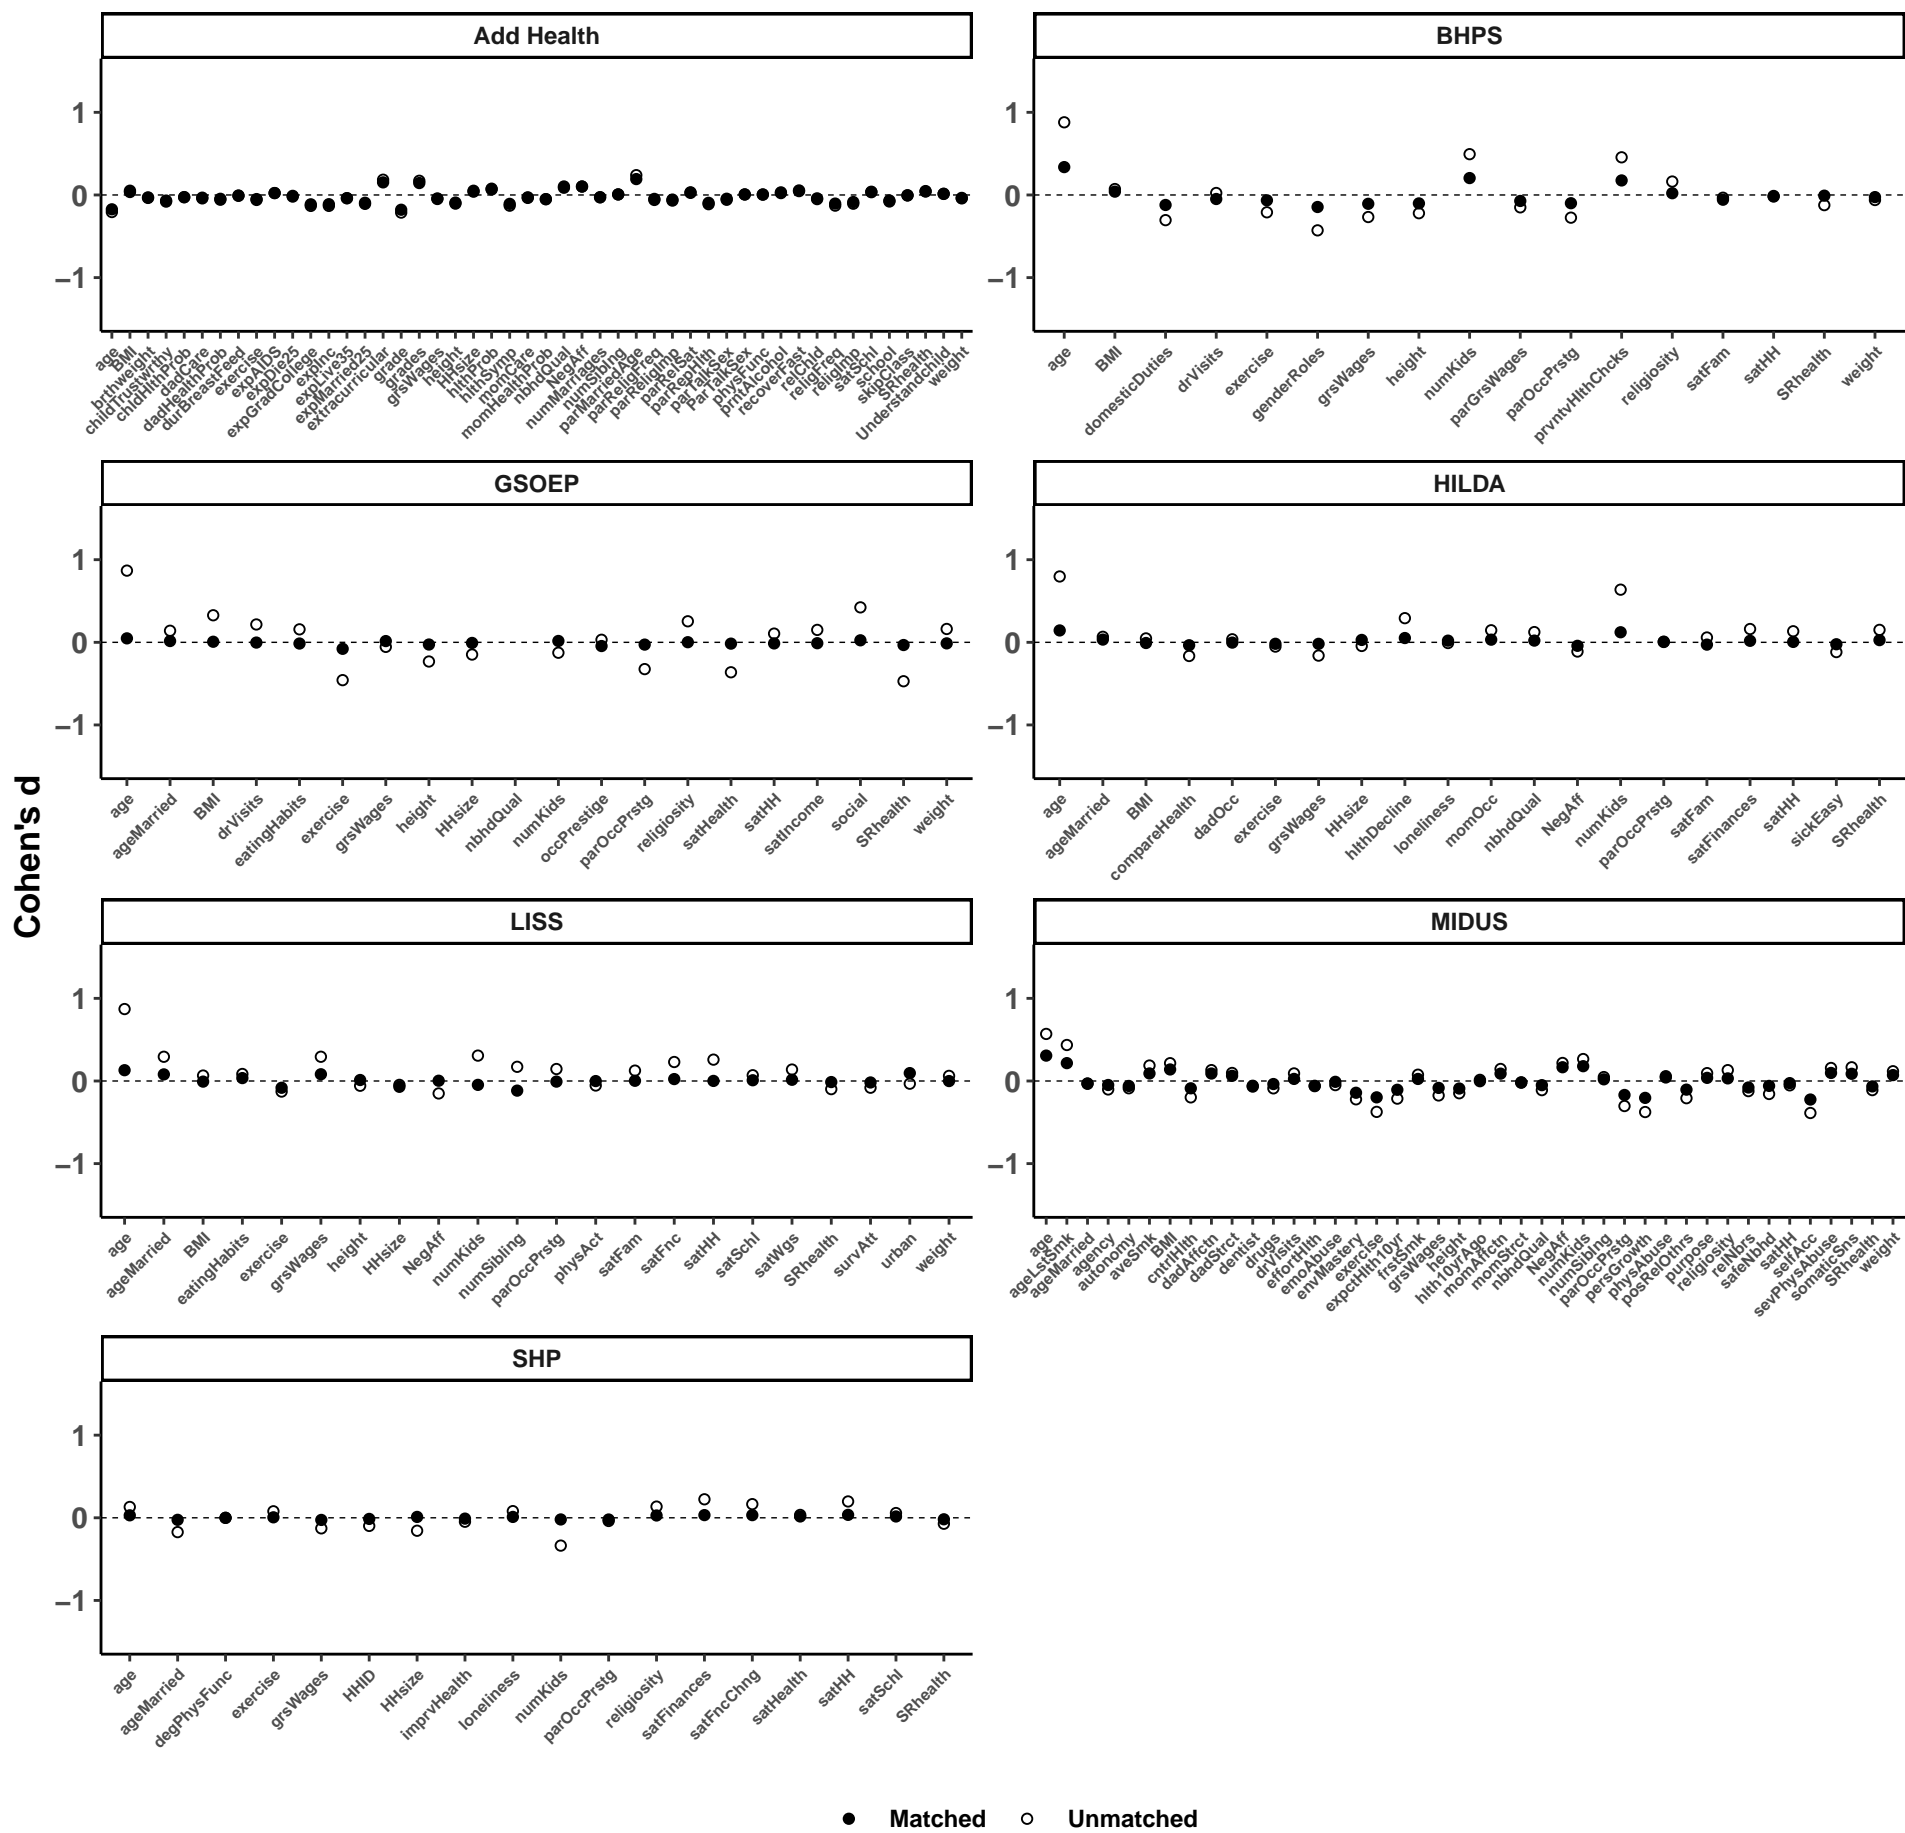 Cohen's d
Add Health
1
0
−1
age
BMI
brthweight
childTrustwrthy
chldHlthProb
dadCare
dadHealthProb
durBreastFeed
exercise
expAIDS
expDie25
expGradCollege
expInc
expLive35
expMarried25
extracurricular
grade
grades
grsWages
height
HHsize
hlthProb
hlthSymp
momCare
momHealthProb
nbhdQual
NegAff
numMarriages
numSibling
parMarriedAge
parReligFreq
parReligImp
parRelSat
parRepHlth
parTalkSex
ParTalkSex
physFunc
prntAlcohol
recoverFast
relChild
religFreq
religImp
satSchl
school
skipClass
SRhealth
Understandchild
weight
BHPS
1
0
−1
age
BMI
domesticDuties
drVisits
exercise
genderRoles
grsWages
height
numKids
parGrsWages
parOccPrstg
prvntvHlthChcks
religiosity
satFam
satHH
SRhealth
weight
GSOEP
1
0
−1
age
ageMarried
BMI
drVisits
eatingHabits
exercise
grsWages
height
HHsize
nbhdQual
numKids
occPrestige
parOccPrstg
religiosity
satHealth
satHH
satIncome
social
SRhealth
weight
HILDA
1
0
−1
age
ageMarried
BMI
compareHealth
dadOcc
exercise
grsWages
HHsize
hlthDecline
loneliness
momOcc
nbhdQual
NegAff
numKids
parOccPrstg
satFam
satFinances
satHH
sickEasy
SRhealth
LISS
1
0
−1
age
ageMarried
BMI
eatingHabits
exercise
grsWages
height
HHsize
NegAff
numKids
numSibling
parOccPrstg
physAct
satFam
satFnc
satHH
satSchl
satWgs
SRhealth
survAtt
urban
weight
MIDUS
1
0
−1
age
ageLstSmk
ageMarried
agency
autonomy
aveSmk
BMI
cntrlHlth
dadAffctn
dadStrct
dentist
drugs
drVisits
effortHlth
emoAbuse
envMastery
exercise
expctHlth10yr
frstSmk
grsWages
height
hlth10yrAgo
momAffctn
momStrct
nbhdQual
NegAff
numKids
numSiblng
parOccPrstg
persGrowth
physAbuse
posRelOthrs
purpose
religiosity
relNbrs
safeNbhd
satHH
selfAcc
sevPhysAbuse
somaticSns
SRhealth
weight
SHP
1
0
−1
age
ageMarried
degPhysFunc
exercise
grsWages
HHID
HHsize
imprvHealth
loneliness
numKids
parOccPrstg
religiosity
satFinances
satFncChng
satHealth
satHH
satSchl
SRhealth
Matched
Unmatched